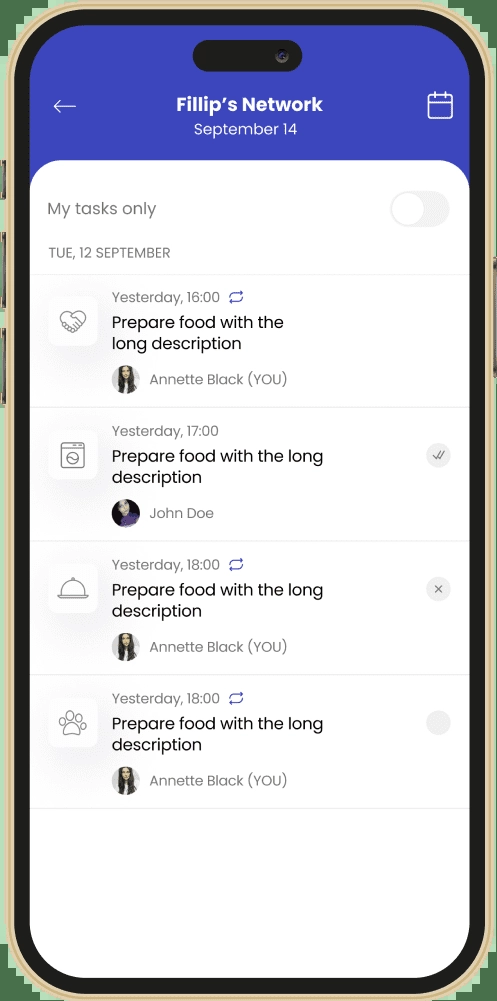 Fillip’s Network
September 14
My tasks only
TUE, 12 SEPTEMBER
Yesterday, 16:00
Prepare food with the
long description
Annette Black (YOU)
Yesterday, 17:00
Prepare food with the long
description
John Doe
Yesterday, 18:00
Prepare food with the long
description
Annette Black (YOU)
Yesterday, 18:00
Prepare food with the long
description
Annette Black (YOU)